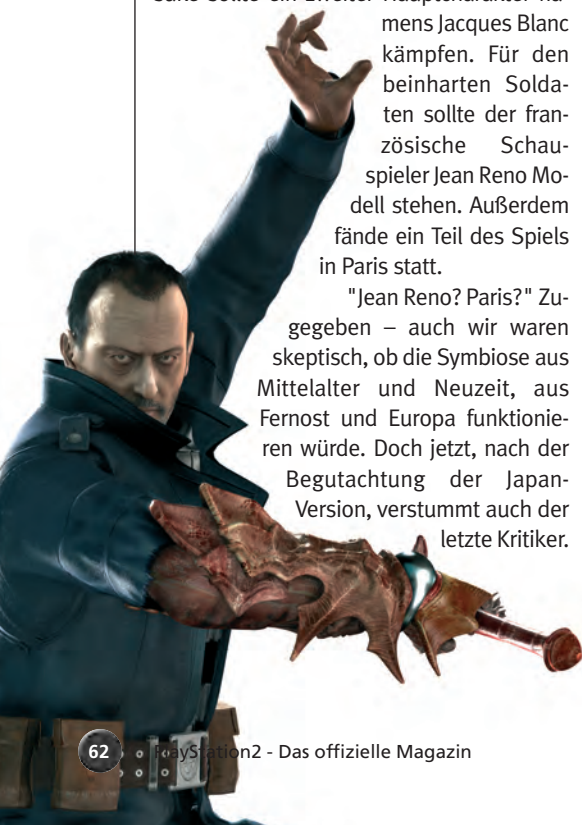 mens Jacques Blanc
kämpfen. Für den
beinharten Solda-
ten sollte der fran-
zösische Schau-
spieler Jean Reno Mo-
dell stehen. Außerdem
fände ein Teil des Spiels
in Paris statt.
"Jean Reno? Paris?" Zu-
gegeben – auch wir waren
skeptisch, ob die Symbiose aus
Mittelalter und Neuzeit, aus
Fernost und Europa funktionie-
ren würde. Doch jetzt, nach der
Begutachtung der Japan-
Version, verstummt auch der
letzte Kritiker.
62 PlayStation2 - Das offizielle Magazin